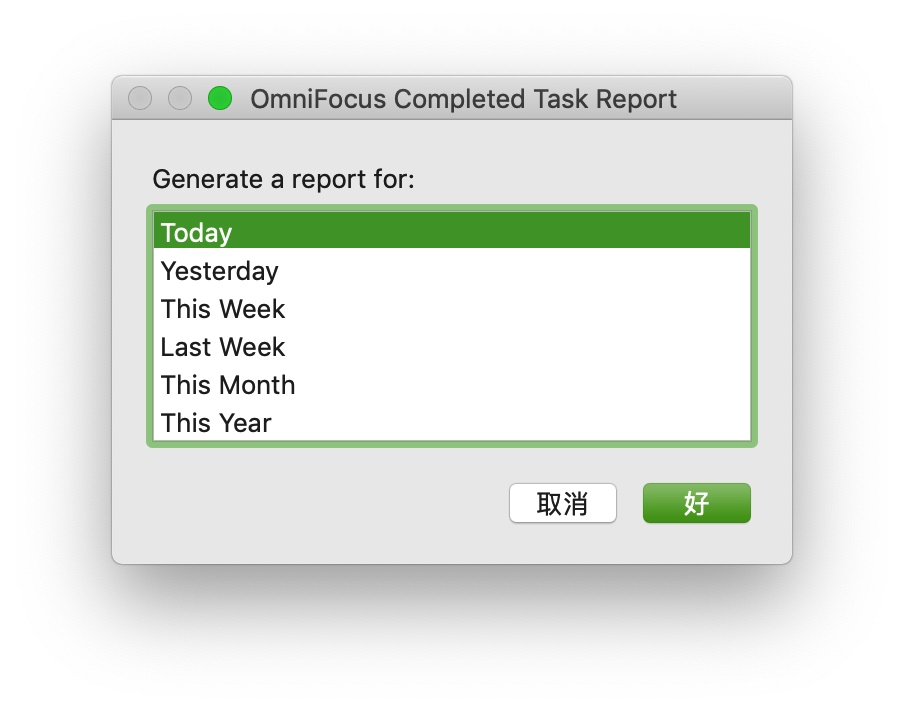 OmniFocus Completed Task Report
Generate a report for:
Today
Yesterday
This Week
Last Week
This Month
This Year
取消
好